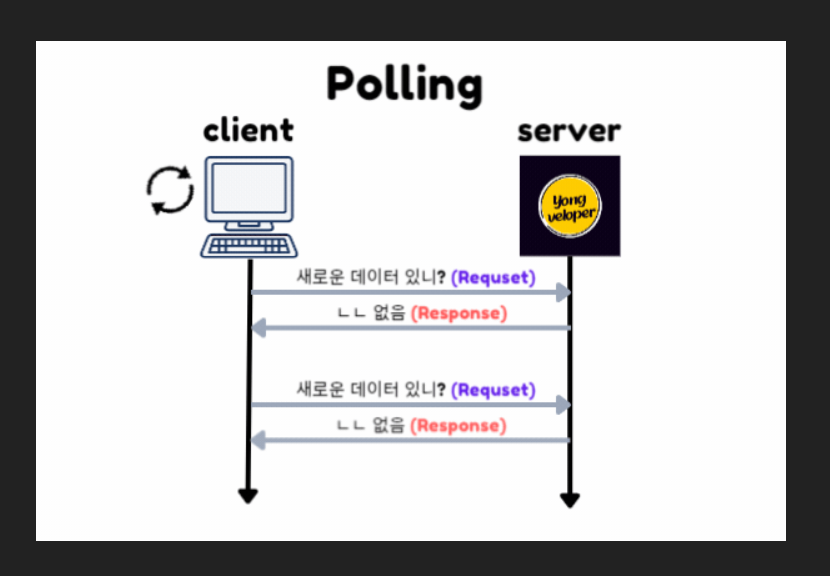 Polling
client
server
Yong
veloper
새로운 데이터 있니? (Requset)
ㄴㄴ 없음 (Response)
새로운 데이터 있니? (Requset)
ㄴㄴ 없음 (Response)